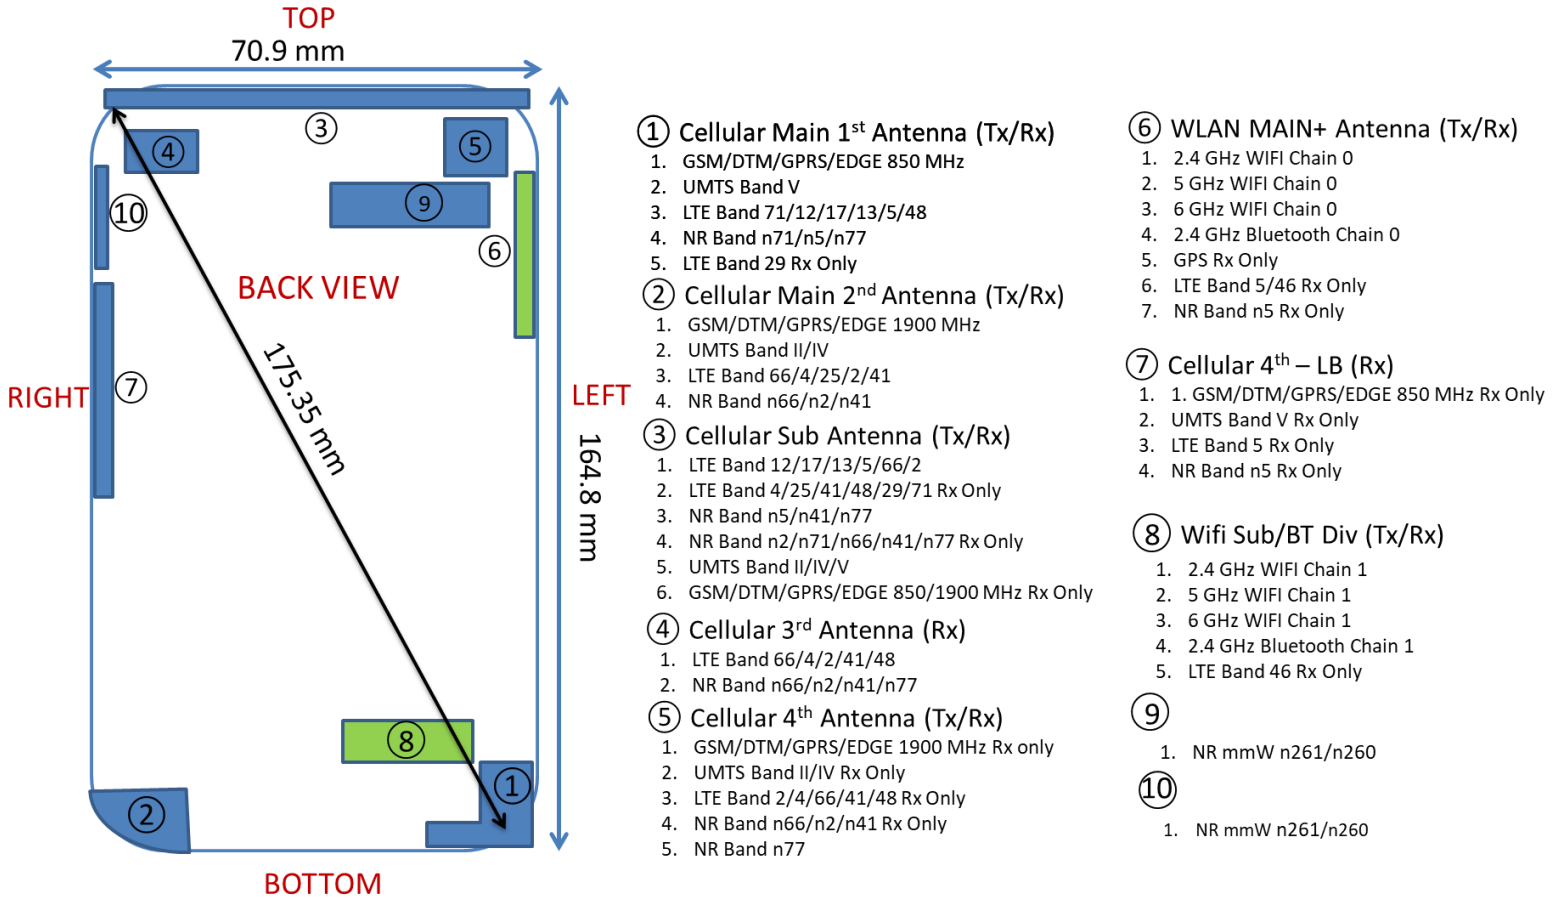 TOP
70.9 mm
3
4
5
9
10
6
BACK VIEW
175.35 mm
RIGHT
7
LEFT
164.8 mm
8
1
2
BOTTOM
1 Cellular Main 1st Antenna (Tx/Rx)
1. GSM/DTM/GPRS/EDGE 850 MHz
2. UMTS Band V
3. LTE Band 71/12/17/13/5/48
4. NR Band n71/n5/n77
5. LTE Band 29 Rx Only
2 Cellular Main 2nd Antenna (Tx/Rx)
1. GSM/DTM/GPRS/EDGE 1900 MHz
2. UMTS Band II/IV
3. LTE Band 66/4/25/2/41
4. NR Band n66/n2/n41
3 Cellular Sub Antenna (Tx/Rx)
1. LTE Band 12/17/13/5/66/2
2. LTE Band 4/25/41/48/29/71 Rx Only
3. NR Band n5/n41/n77
4. NR Band n2/n71/n66/n41/n77 Rx Only
5. UMTS Band II/IV/V
6. GSM/DTM/GPRS/EDGE 850/1900 MHz Rx Only
4 Cellular 3rd Antenna (Rx)
1. LTE Band 66/4/2/41/48
2. NR Band n66/n2/n41/n77
5 Cellular 4th Antenna (Tx/Rx)
1. GSM/DTM/GPRS/EDGE 1900 MHz Rx only
2. UMTS Band II/IV Rx Only
3. LTE Band 2/4/66/41/48 Rx Only
4. NR Band n66/n2/n41 Rx Only
5. NR Band n77
6 WLAN MAIN+ Antenna (Tx/Rx)
1. 2.4 GHz WIFI Chain 0
2. 5 GHz WIFI Chain 0
3. 6 GHz WIFI Chain 0
4. 2.4 GHz Bluetooth Chain 0
5. GPS Rx Only
6. LTE Band 5/46 Rx Only
7. NR Band n5 Rx Only
7 Cellular 4th – LB (Rx)
1. 1. GSM/DTM/GPRS/EDGE 850 MHz Rx Only
2. UMTS Band V Rx Only
3. LTE Band 5 Rx Only
4. NR Band n5 Rx Only
8 Wifi Sub/BT Div (Tx/Rx)
1. 2.4 GHz WIFI Chain 1
2. 5 GHz WIFI Chain 1
3. 6 GHz WIFI Chain 1
4. 2.4 GHz Bluetooth Chain 1
5. LTE Band 46 Rx Only
9
1. NR mmW n261/n260
10
1. NR mmW n261/n260